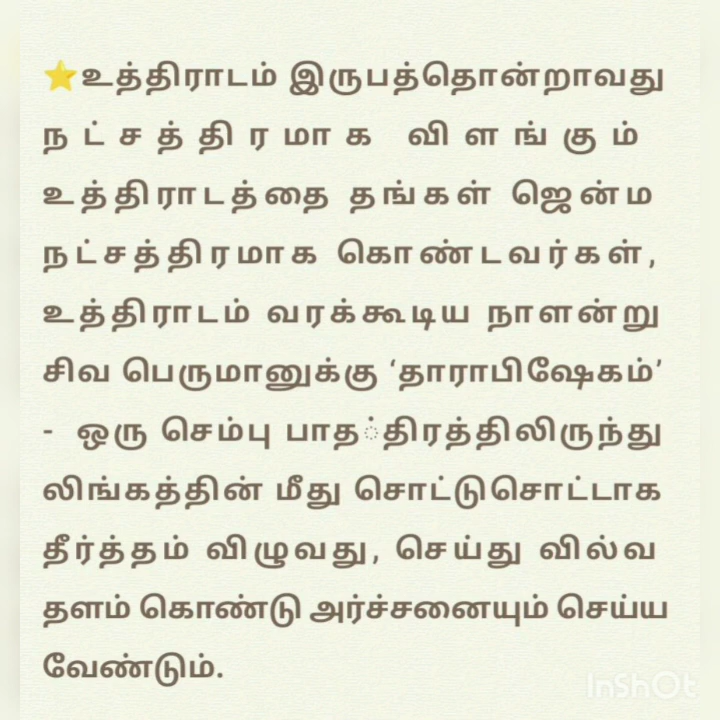 ⭐உத்திராடம் இருபத்தொன்றாவது
நட்சத்திரமாக விளங்கும்
உத்திராடத்தை தங்கள் ஜென்ம
நட்சத்திரமாக கொண்டவர்கள்,
உத்திராடம் வரக்கூடிய நாளன்று
சிவ பெருமானுக்கு ‘தாராபிஷேகம்’
- ஒரு செம்பு பாத்திரத்திலிருந்து
லிங்கத்தின் மீது சொட்டுசொட்டாக
தீர்த்தம் விழுவது, செய்து வில்வ
தளம் கொண்டு அர்ச்சனையும் செய்ய
வேண்டும்.
InShOt